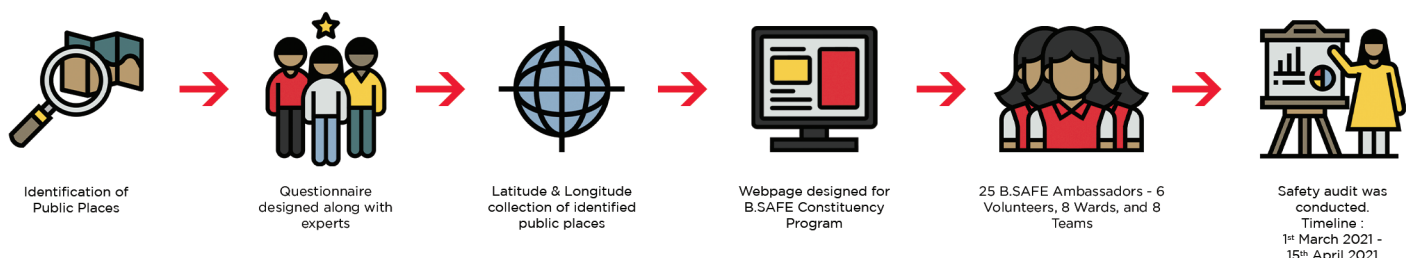 Identification of
Public Places
Questionnaire
designed along with
experts
Latitude & Longitude
collection of identified
public places
Webpage designed for
B.SAFE Constituency
Program
25 B.SAFE Ambassadors - 6
Volunteers, 8 Wards, and 8
Teams
Safety audit was
conducted.
Timeline :
1st March 2021 -
15th April 2021